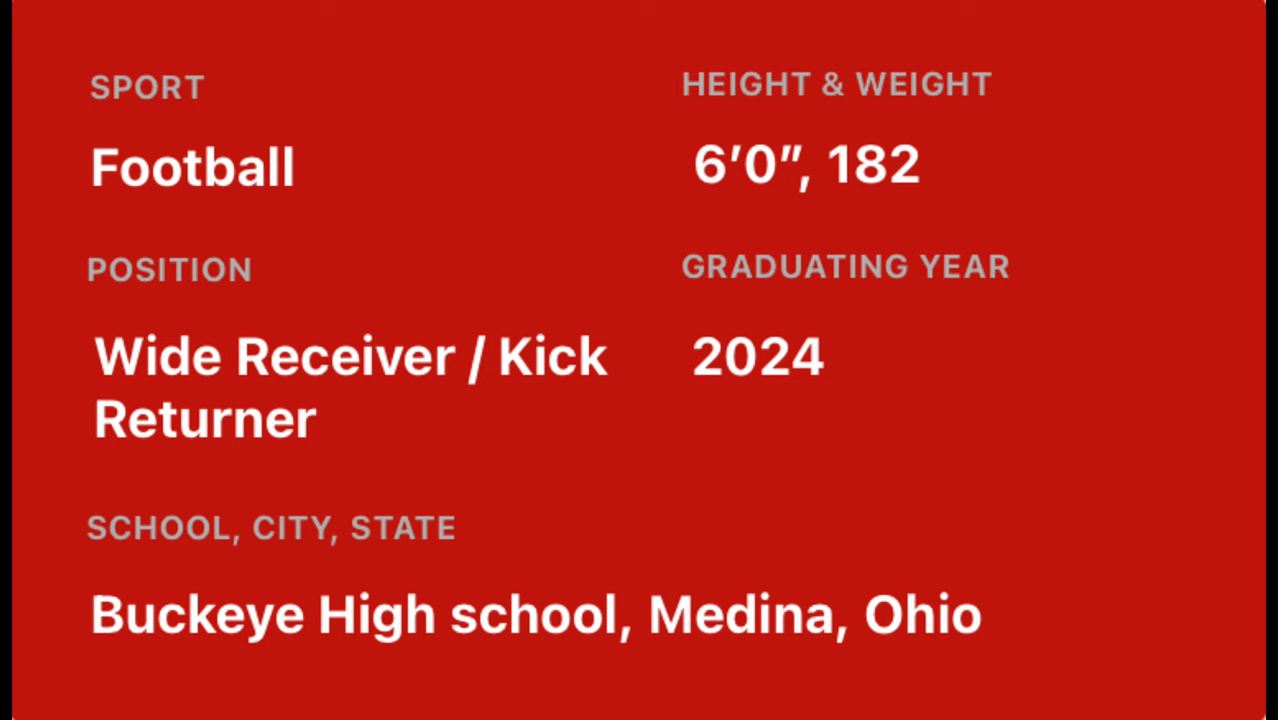 SPORT
HEIGHT & WEIGHT
Football
6’0”, 182
POSITION
GRADUATING YEAR
Wide Receiver / Kick
Returner
2024
SCHOOL, CITY, STATE
Buckeye High school, Medina, Ohio